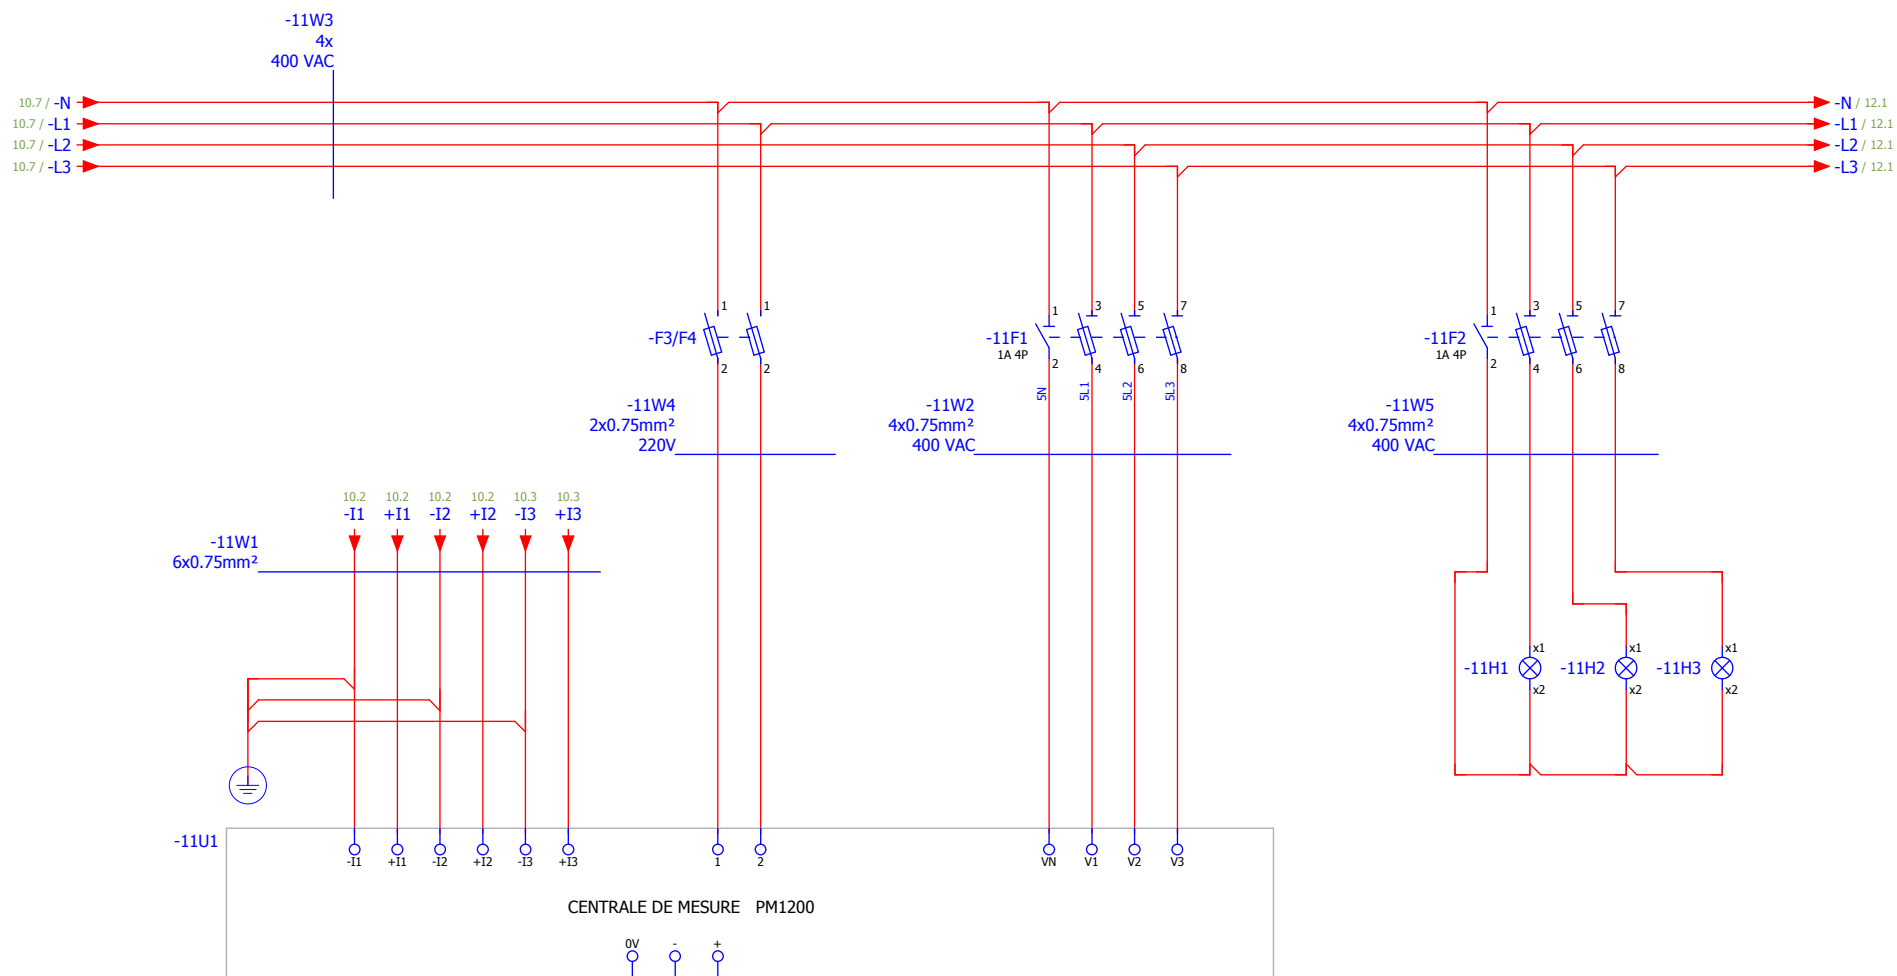 -11W3
4x
400 VAC
10.7 / -N
-N / 12.1
10.7 / -L1
-L1 / 12.1
10.7 / -L2
-L2 / 12.1
10.7 / -L3
-L3 / 12.1
1 1
-F3/F4
2 2
1 3 5 7
-11F1
1A 4P
2 4 6 8
1 3 5 7
-11F2
1A 4P
2 4 6 8
5N 5L1 5L2 5L3
-11W4
2x0.75mm²
220V
-11W2
4x0.75mm²
400 VAC
-11W5
4x0.75mm²
400 VAC
10.2 10.2 10.2 10.2 10.3 10.3
-I1 +I1 -I2 +I2 -I3 +I3
-11W1
6x0.75mm²
x1 x1 x1
-11H1 -11H2 -11H3
x2 x2 x2
-11U1
-I1 +I1 -I2 +I2 -I3 +I3 1 2 VN V1 V2 V3
CENTRALE DE MESURE PM1200
0V - +